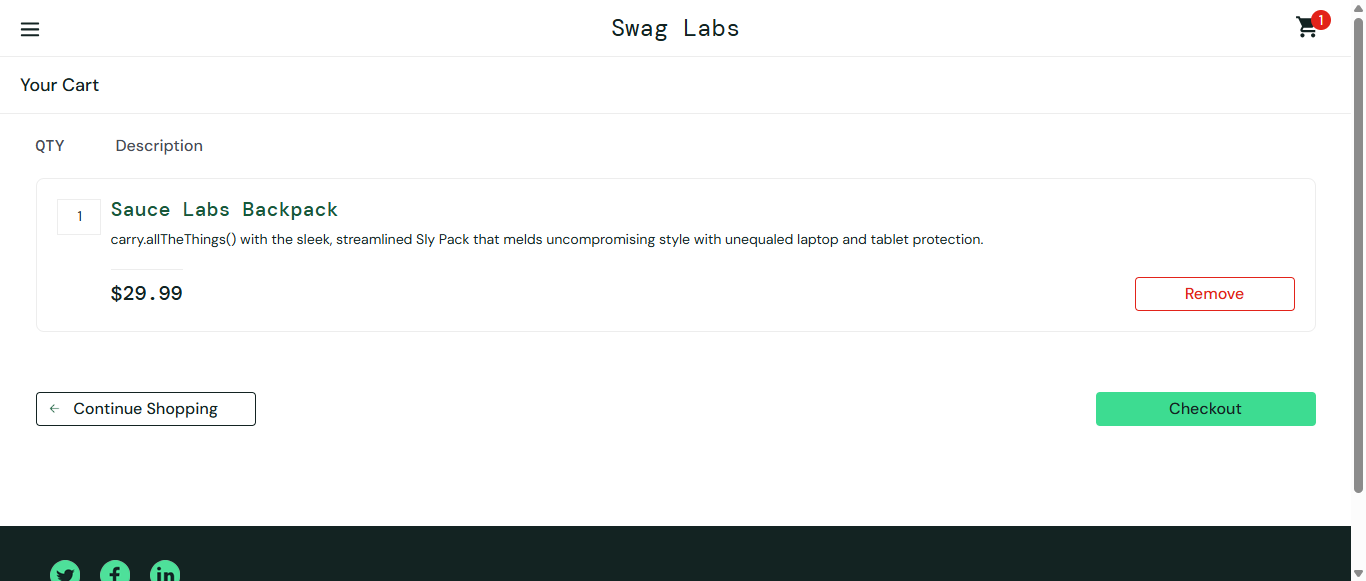 Swag Labs
1
Your Cart
QTY Description
1
Sauce Labs Backpack
carry.allTheThings() with the sleek, streamlined Sly Pack that melds uncompromising style with unequaled laptop and tablet protection.
$29.99
Remove
Continue Shopping
Checkout